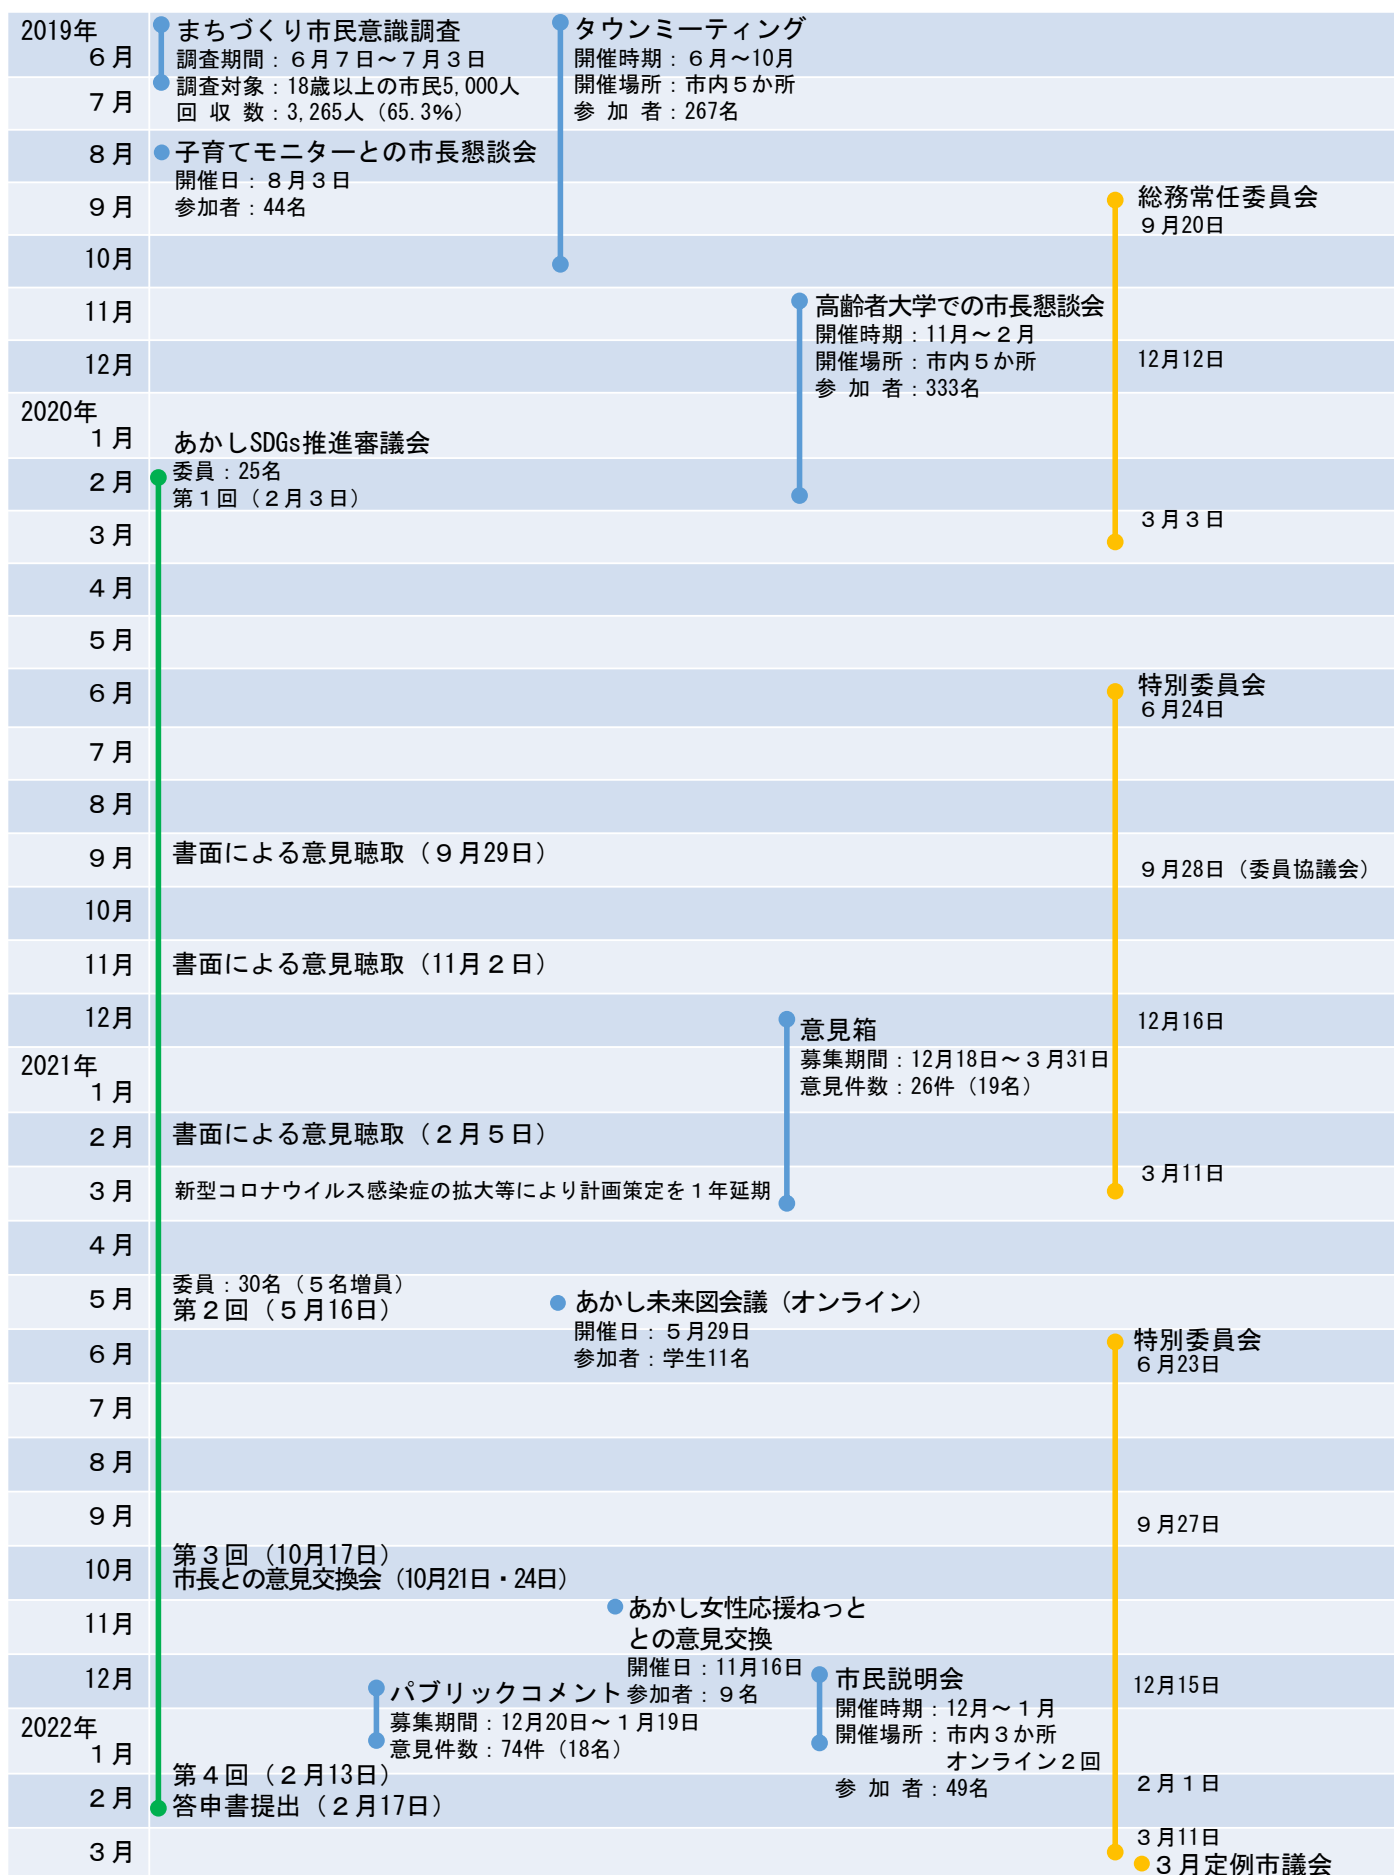 2019年
６月
７月
８月
９月
10月
11月
12月
2020年
１月
２月
３月
４月
５月
６月
７月
８月
９月
10月
11月
12月
2021年
１月
２月
３月
４月
５月
６月
７月
８月
９月
10月
11月
12月
2022年
１月
２月
３月
まちづくり市民意識調査
調査期間：６月７日～７月３日
調査対象：18歳以上の市民5,000人
回 収 数：3,265人（65.3％）
タウンミーティング
開催時期：６月～10月
開催場所：市内５か所
参 加 者：267名
子育てモニターとの市長懇談会
開催日：８月３日
参加者：44名
総務常任委員会
９月20日
12月12日
３月３日
高齢者大学での市長懇談会
開催時期：11月～２月
開催場所：市内５か所
参 加 者：333名
あかしSDGs推進審議会
委員：25名
第１回（２月３日）
特別委員会
６月24日
９月28日（委員協議会）
12月16日
３月11日
書面による意見聴取（９月29日）
書面による意見聴取（11月２日）
意見箱
募集期間：12月18日～３月31日
意見件数：26件（19名）
書面による意見聴取（２月５日）
新型コロナウイルス感染症の拡大等により計画策定を１年延期
委員：30名（５名増員）
第２回（５月16日）
あかし未来図会議（オンライン）
開催日：５月29日
参加者：学生11名
特別委員会
６月23日
９月27日
12月15日
２月１日
３月11日
３月定例市議会
第３回（10月17日）
市長との意見交換会（10月21日・24日）
あかし女性応援ねっと
との意見交換
開催日：11月16日
参加者：９名
パブリックコメント
募集期間：12月20日～１月19日
意見件数：74件（18名）
市民説明会
開催時期：12月～１月
開催場所：市内３か所
オンライン２回
参 加 者：49名
第４回（２月13日）
答申書提出（２月17日）